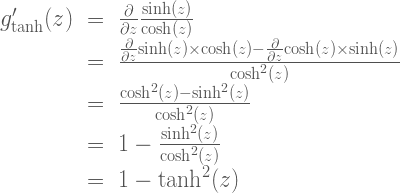 g′_tanh(z) = ∂/∂z sinh(z)/cosh(z)
= (∂/∂z sinh(z) × cosh(z) − ∂/∂z cosh(z) × sinh(z))/cosh²(z)
= (cosh²(z) − sinh²(z))/cosh²(z)
= 1 − sinh²(z)/cosh²(z)
= 1 − tanh²(z)